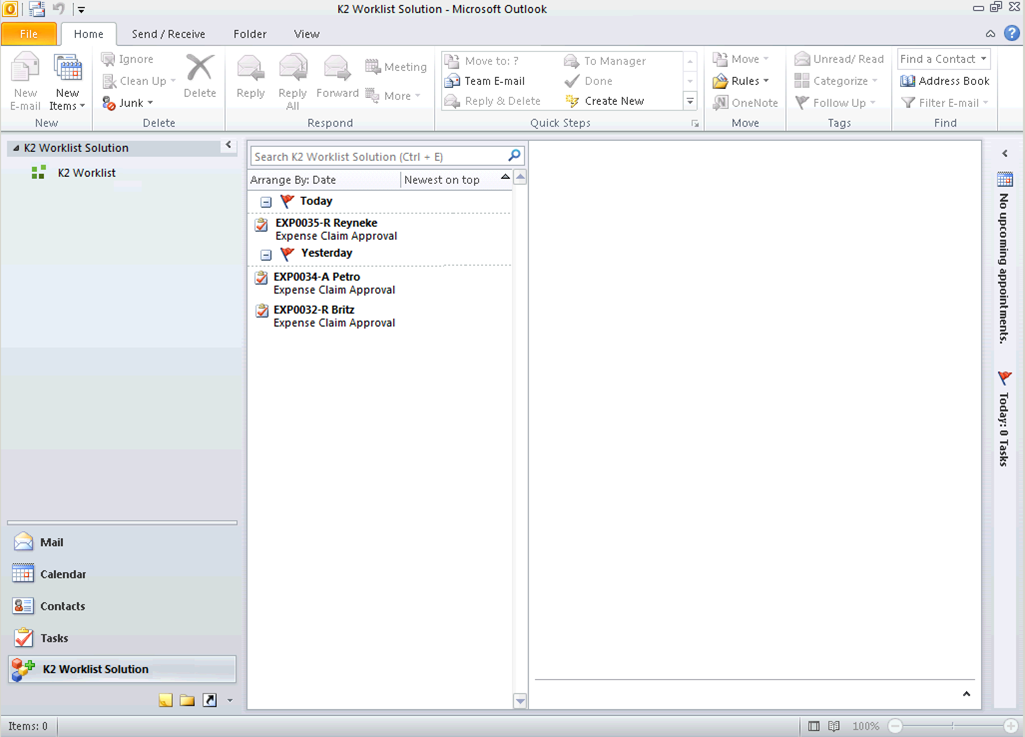 K2 Worklist Solution - Microsoft Outlook
File Home Send / Receive Folder View
New E-mail
New Items
New
Ignore
Clean Up
Junk
Delete
Delete
Reply
Reply All
Forward
Meeting
More
Respond
Move to: ?
Team E-mail
Reply & Delete
To Manager
Done
Create New
Quick Steps
Move
Rules
OneNote
Move
Unread/ Read
Categorize
Follow Up
Tags
Find a Contact
Address Book
Filter E-mail
Find
K2 Worklist Solution
K2 Worklist
Mail
Calendar
Contacts
Tasks
K2 Worklist Solution
Search K2 Worklist Solution (Ctrl + E)
Arrange By: Date Newest on top
Today
EXP0035-R Reyneke
Expense Claim Approval
Yesterday
EXP0034-A Petro
Expense Claim Approval
EXP0032-R Britz
Expense Claim Approval
No upcoming appointments.
Today: 0 Tasks
Items: 0
100%